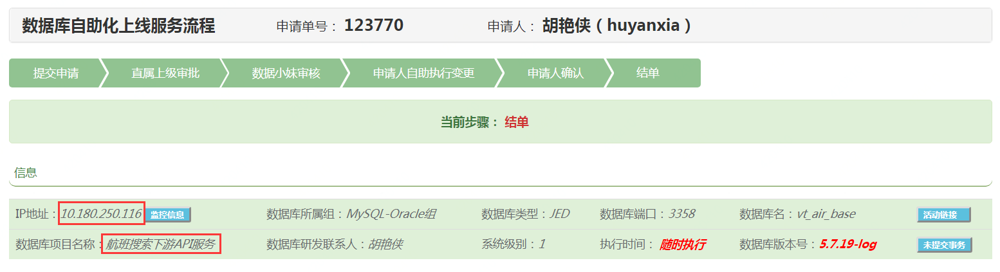 数据库自助化上线服务流程 申请单号： 123770 申请人： 胡艳侠（huyanxia）
提交申请 直属上级审批 数据小妹审核 申请人自助执行变更 申请人确认 结单
当前步骤： 结单
信息
IP地址：10.180.250.116 监控信息 数据库所属组：MySQL-Oracle组 数据库类型：JED 数据库端口：3358 数据库名：vt_air_base 活动链接
数据库项目名称：航班搜索下游API服务 数据库研发联系人：胡艳侠 系统级别：1 执行时间： 随时执行 数据库版本号：5.7.19-log 未提交事务